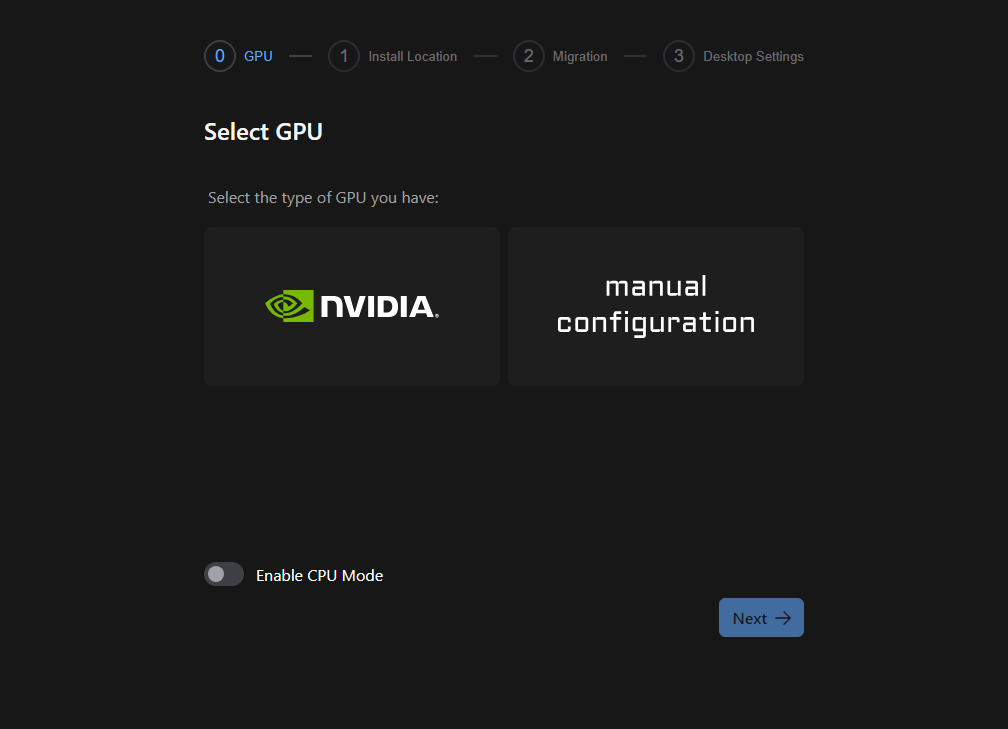 0 GPU 1 Install Location 2 Migration 3 Desktop Settings
Select GPU
Select the type of GPU you have:
NVIDIA.
manual
configuration
Enable CPU Mode
Next